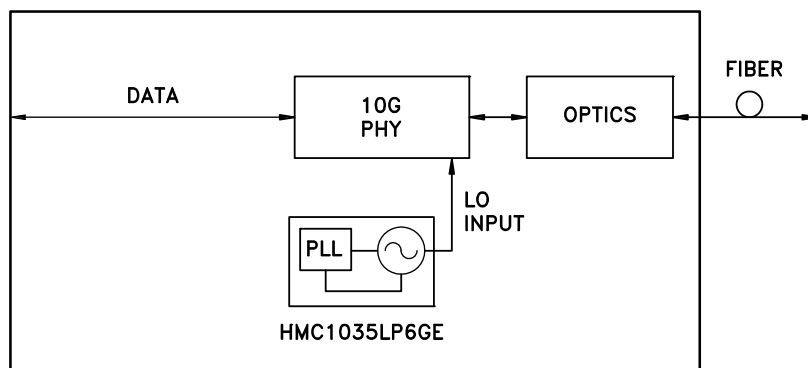 FIBER
DATA
10G
PHY
OPTICS
LO
INPUT
PLL
HMC1035LP6GE